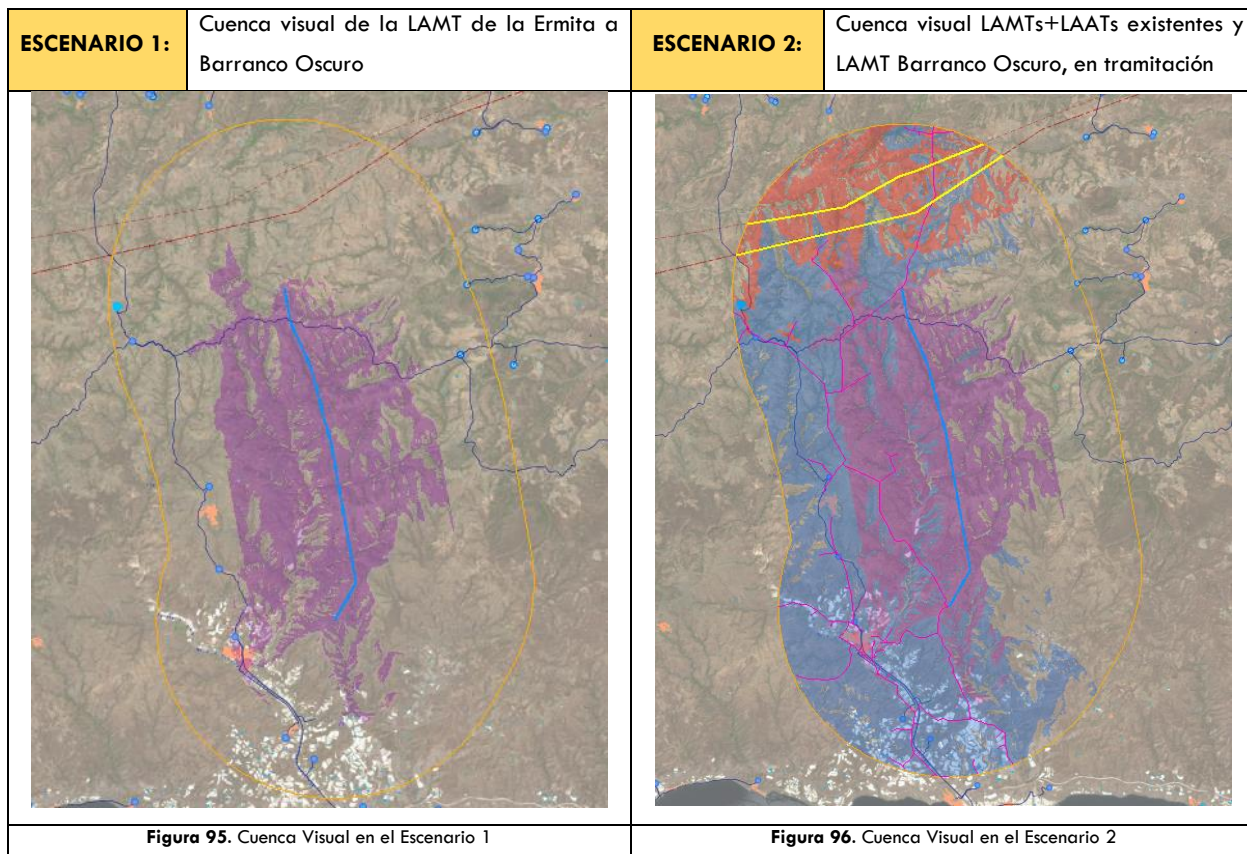 ESCENARIO 1:
Cuenca visual de la LAMT de la Ermita a
Barranco Oscuro
ESCENARIO 2:
Cuenca visual LAMTs+LAATs existentes y
LAMT Barranco Oscuro, en tramitación
Figura 95. Cuenca Visual en el Escenario 1
Figura 96. Cuenca Visual en el Escenario 2